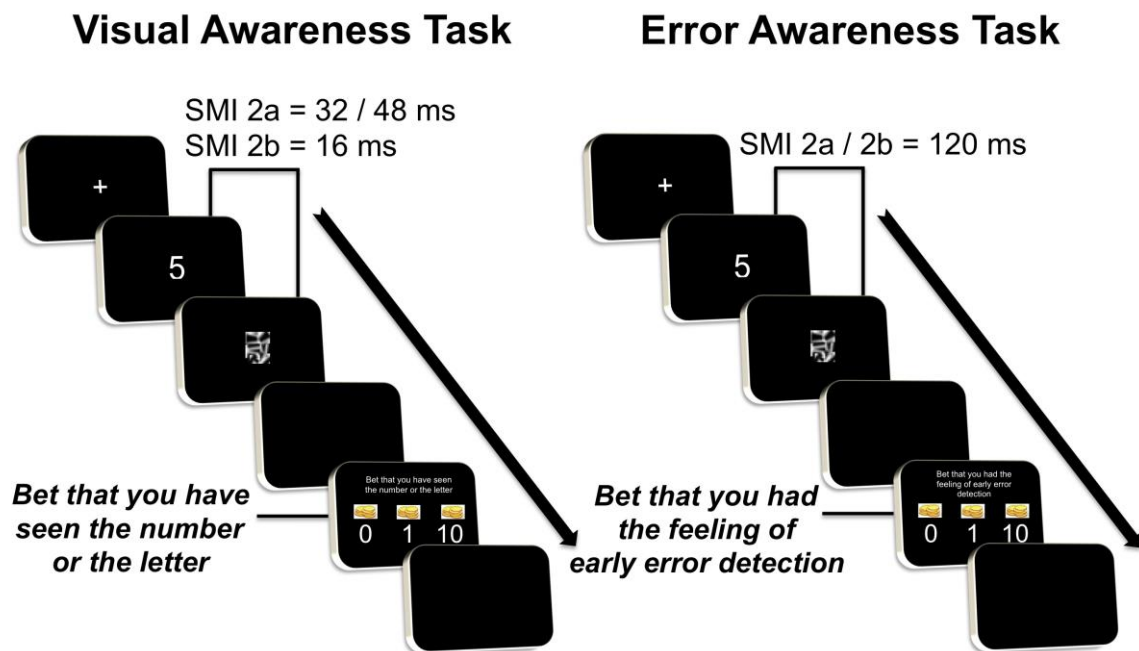 Visual Awareness Task
SMI 2a = 32 / 48 ms
SMI 2b = 16 ms
+
5
Bet that you have seen
the number or the letter
0 1 10
Bet that you have
seen the number
or the letter
Error Awareness Task
SMI 2a / 2b = 120 ms
+
5
Bet that you had the
feeling of early error
detection
0 1 10
Bet that you had
the feeling of
early error detection